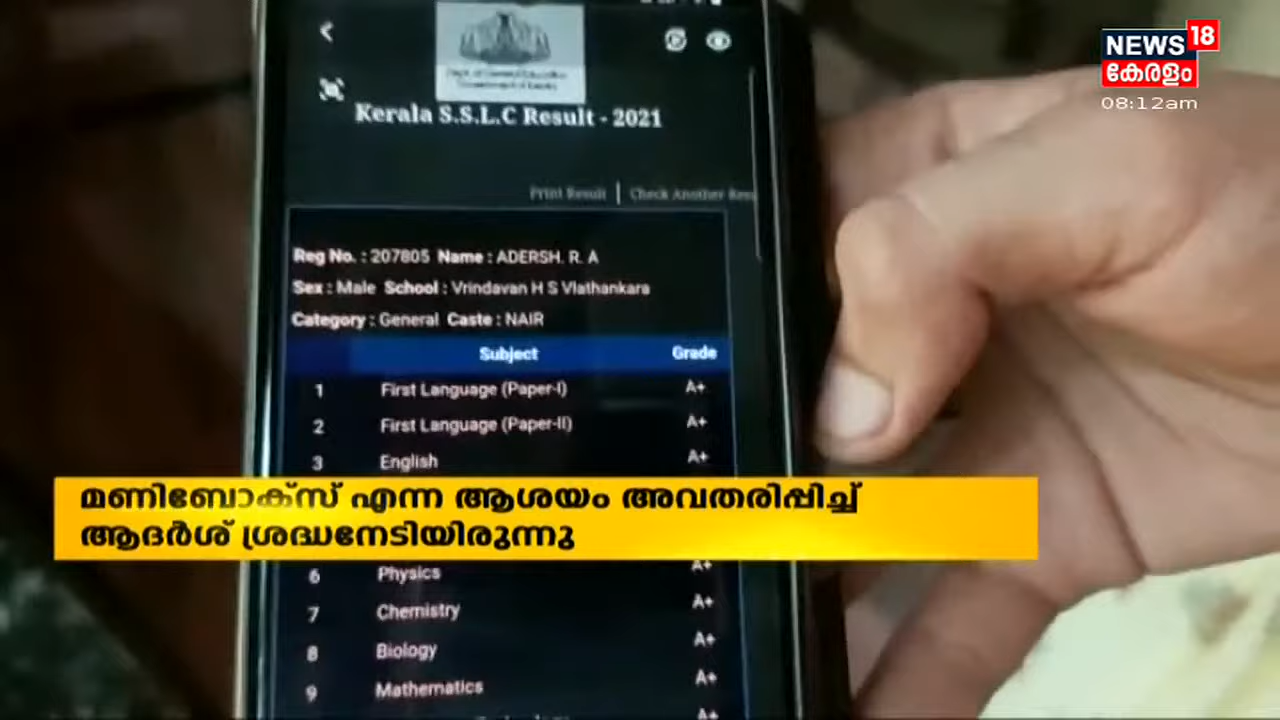 NEWS 18
കേരളം
08:12am
Kerala S.S.L.C Result - 2021
Print Result | Check Another
Reg No. : 207805 Name : ADERSH. R. A
Sex : Male School : Vrindavan H S Vlathankara
Category : General Caste : NAIR
Subject Grade
1 First Language (Paper-I) A+
2 First Language (Paper-II) A+
3 English A+
മണിബോക്സ് എന്ന ആശയം അവതരിപ്പിച്ച്
ആദർശ് ശ്രദ്ധനേടിയിരുന്നു
6 Physics A+
7 Chemistry A+
8 Biology A+
9 Mathematics A+
A+